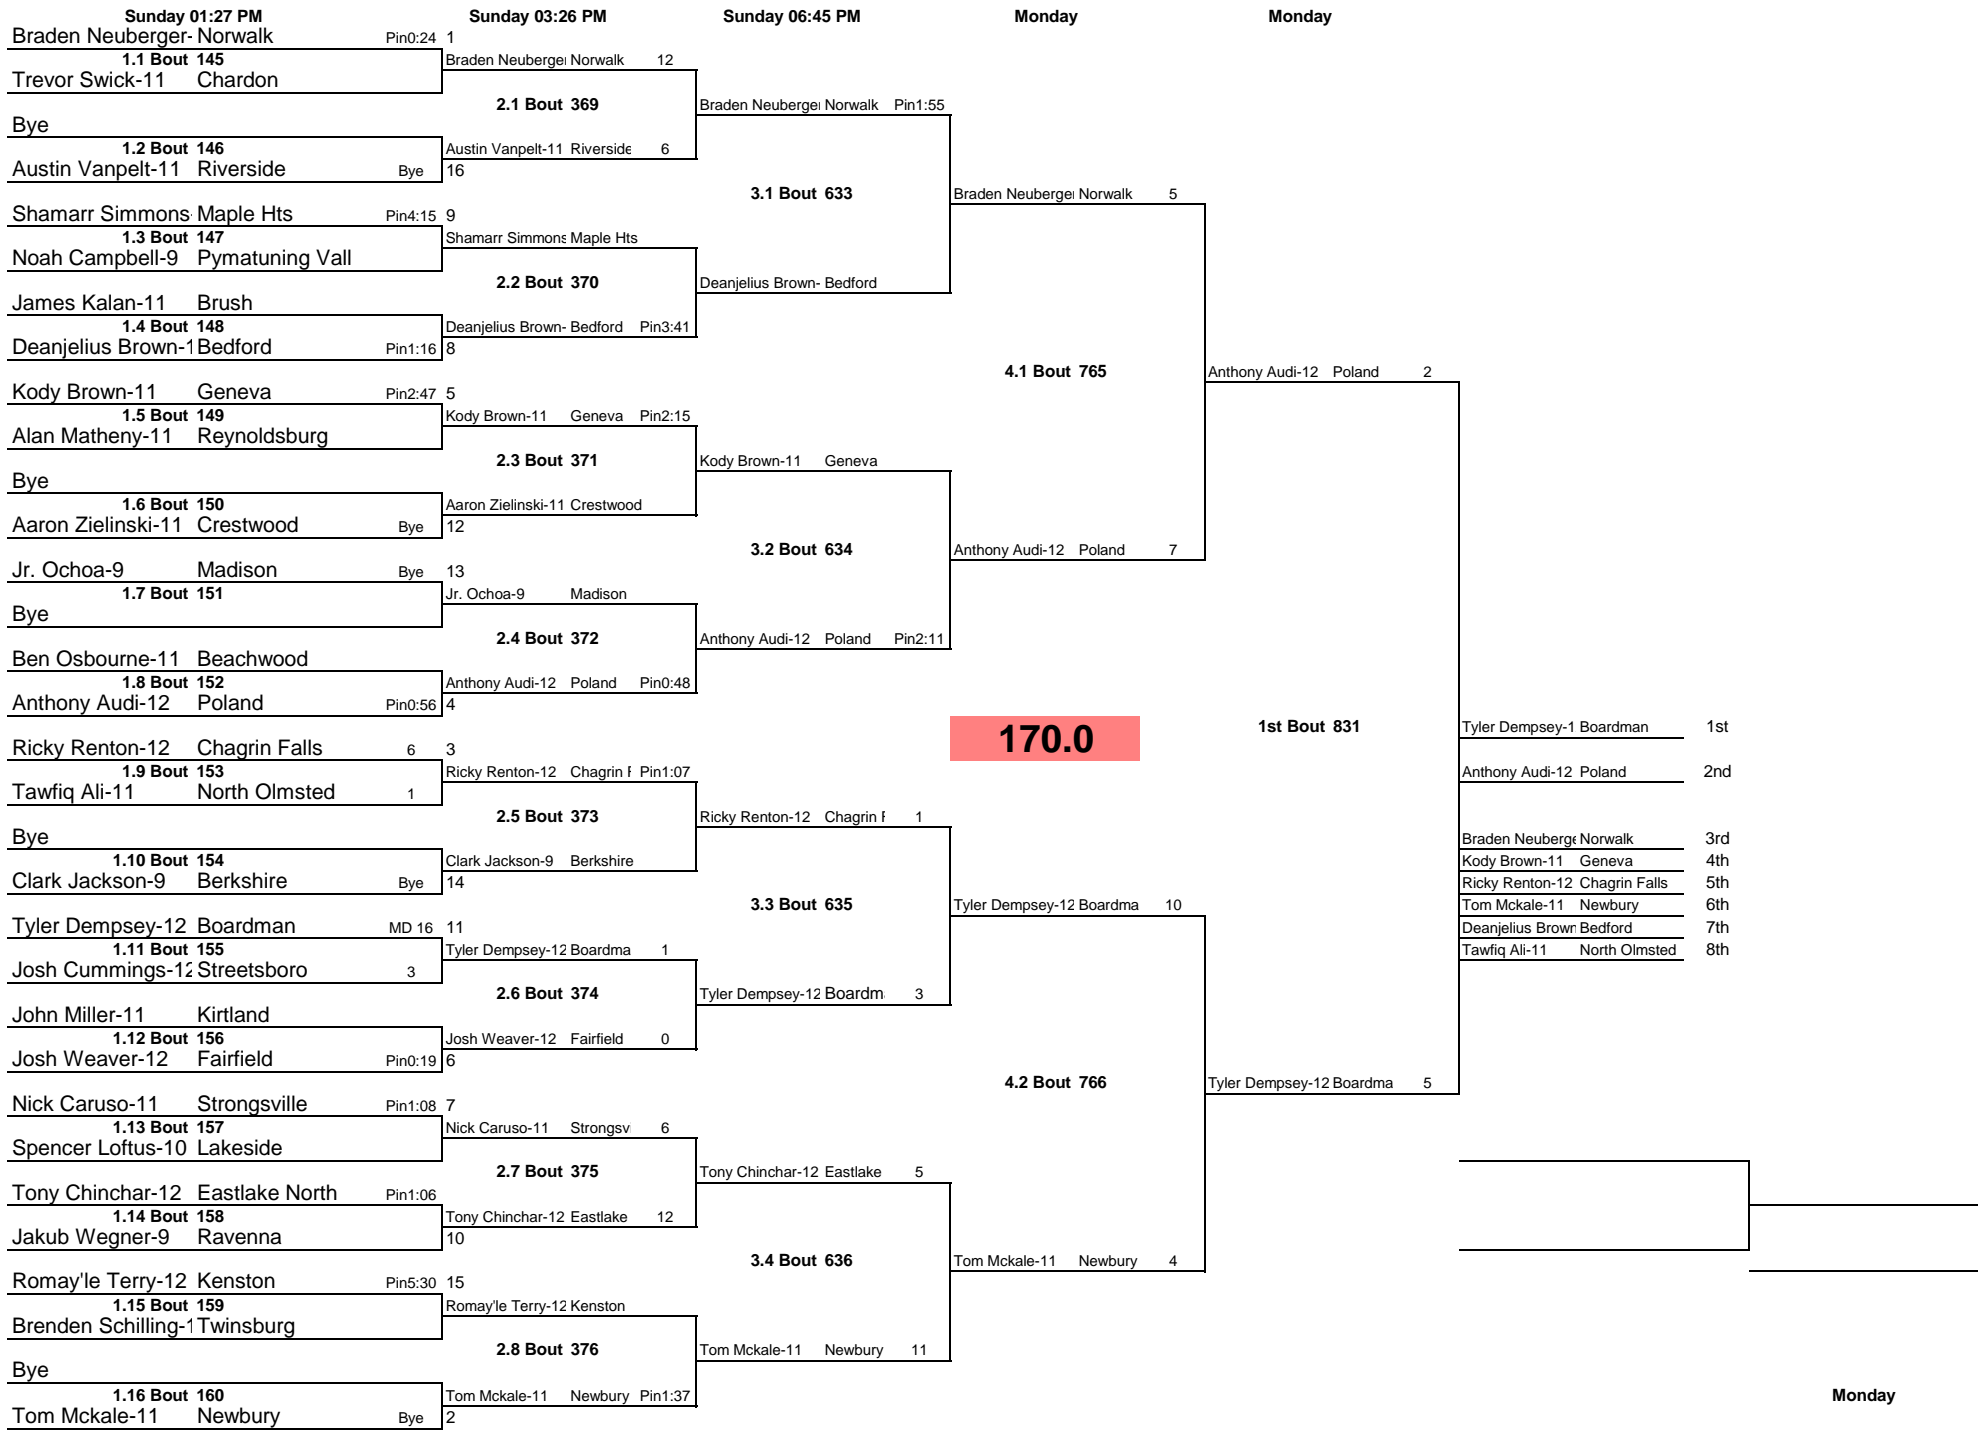 Sunday 01:27 PM Sunday 03:26 PM Sunday 06:45 PM Monday Monday
Braden Neuberger- Norwalk Pin0:24 1
1.1 Bout 145
Braden Neuberger Norwalk 12
Trevor Swick-11 Chardon
2.1 Bout 369
Braden Neuberger Norwalk Pin1:55
Bye
1.2 Bout 146
Austin Vanpelt-11 Riverside 6
Austin Vanpelt-11 Riverside Bye 16
3.1 Bout 633
Braden Neuberger Norwalk 5
Shamarr Simmons- Maple Hts Pin4:15 9
1.3 Bout 147
Shamarr Simmons Maple Hts
Noah Campbell-9 Pymatuning Vall
2.2 Bout 370
Deanjelius Brown- Bedford
James Kalan-11 Brush
1.4 Bout 148
Deanjelius Brown- Bedford Pin3:41
Deanjelius Brown-1 Bedford Pin1:16 8
4.1 Bout 765
Anthony Audi-12 Poland 2
Kody Brown-11 Geneva Pin2:47 5
1.5 Bout 149
Kody Brown-11 Geneva Pin2:15
Alan Matheny-11 Reynoldsburg
2.3 Bout 371
Kody Brown-11 Geneva
Bye
1.6 Bout 150
Aaron Zielinski-11 Crestwood
Aaron Zielinski-11 Crestwood Bye 12
3.2 Bout 634
Anthony Audi-12 Poland 7
Jr. Ochoa-9 Madison Bye 13
1.7 Bout 151
Jr. Ochoa-9 Madison
Bye
2.4 Bout 372
Anthony Audi-12 Poland Pin2:11
Ben Osbourne-11 Beachwood
1.8 Bout 152
Anthony Audi-12 Poland Pin0:48
Anthony Audi-12 Poland Pin0:56 4
170.0
1st Bout 831
Tyler Dempsey-1 Boardman 1st
Ricky Renton-12 Chagrin Falls 6 3
1.9 Bout 153
Ricky Renton-12 Chagrin F Pin1:07
Anthony Audi-12 Poland 2nd
Tawfiq Ali-11 North Olmsted 1
2.5 Bout 373
Ricky Renton-12 Chagrin F 1
Bye
Braden Neuberge Norwalk 3rd
1.10 Bout 154
Clark Jackson-9 Berkshire
Kody Brown-11 Geneva 4th
Clark Jackson-9 Berkshire Bye 14
Ricky Renton-12 Chagrin Falls 5th
3.3 Bout 635
Tyler Dempsey-12 Boardma 10
Tom Mckale-11 Newbury 6th
Tyler Dempsey-12 Boardman MD 16 11
Deanjelius Brown Bedford 7th
1.11 Bout 155
Tyler Dempsey-12 Boardma 1
Tawfiq Ali-11 North Olmsted 8th
Josh Cummings-12 Streetsboro 3
2.6 Bout 374
Tyler Dempsey-12 Boardm 3
John Miller-11 Kirtland
1.12 Bout 156
Josh Weaver-12 Fairfield 0
Josh Weaver-12 Fairfield Pin0:19 6
4.2 Bout 766
Tyler Dempsey-12 Boardma 5
Nick Caruso-11 Strongsville Pin1:08 7
1.13 Bout 157
Nick Caruso-11 Strongsvi 6
Spencer Loftus-10 Lakeside
2.7 Bout 375
Tony Chinchar-12 Eastlake 5
Tony Chinchar-12 Eastlake North Pin1:06
1.14 Bout 158
Tony Chinchar-12 Eastlake 12
Jakub Wegner-9 Ravenna 10
3.4 Bout 636
Tom Mckale-11 Newbury 4
Romay'le Terry-12 Kenston Pin5:30 15
1.15 Bout 159
Romay'le Terry-12 Kenston
Brenden Schilling-1 Twinsburg
2.8 Bout 376
Tom Mckale-11 Newbury 11
Bye
1.16 Bout 160
Tom Mckale-11 Newbury Pin1:37
Monday
Tom Mckale-11 Newbury Bye 2